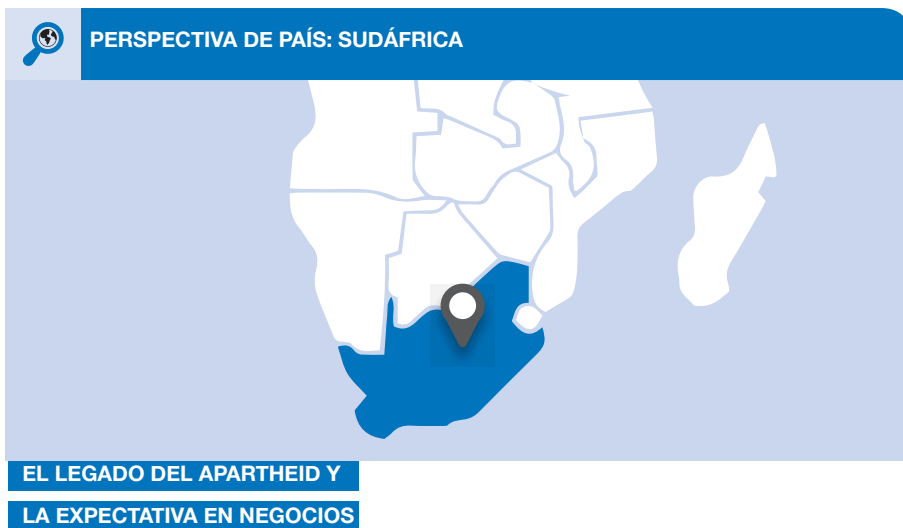 PERSPECTIVA DE PAÍS: SUDÁFRICA
EL LEGADO DEL APARTHEID Y
LA EXPECTATIVA EN NEGOCIOS